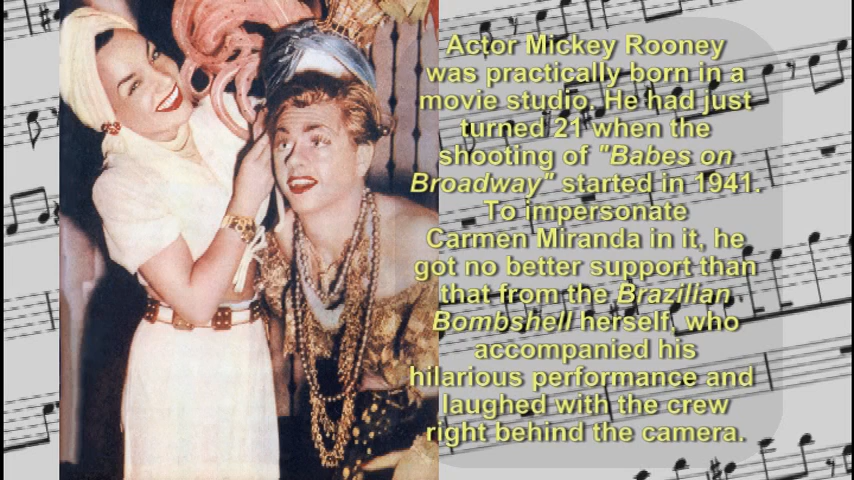 Actor Mickey Rooney
was practically born in a
movie studio. He had just
turned 21 when the
shooting of "Babes on
Broadway" started in 1941.
To impersonate
Carmen Miranda in it, he
got no better support than
that from the Brazilian
Bombshell herself, who
accompanied his
hilarious performance and
laughed with the crew
right behind the camera.